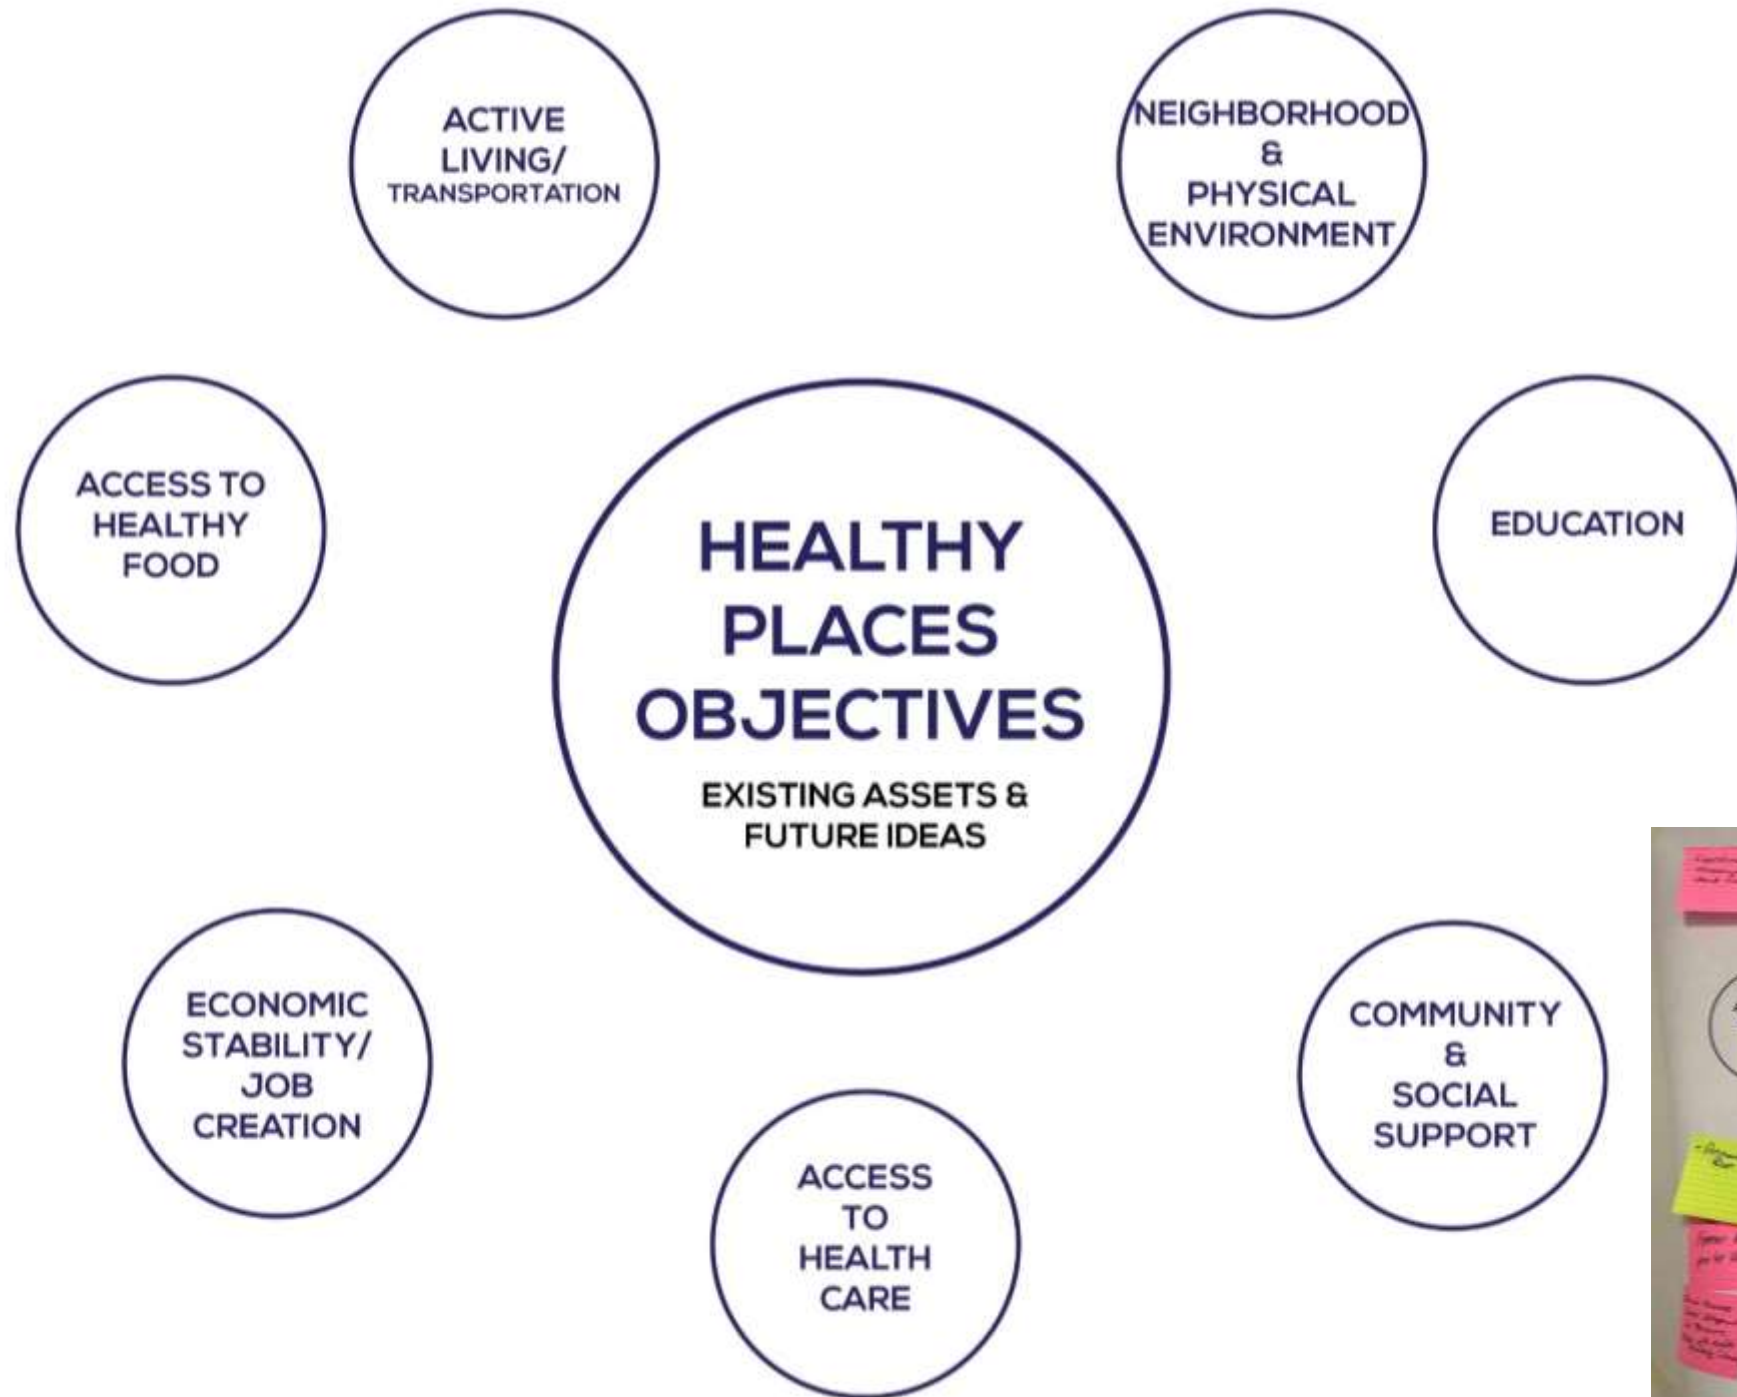 ACTIVE
LIVING/
TRANSPORTATION
NEIGHBORHOOD
&
PHYSICAL
ENVIRONMENT
ACCESS TO
HEALTHY
FOOD
EDUCATION
HEALTHY
PLACES
OBJECTIVES
EXISTING ASSETS &
FUTURE IDEAS
ECONOMIC
STABILITY/
JOB
CREATION
ACCESS
TO
HEALTH
CARE
COMMUNITY
&
SOCIAL
SUPPORT